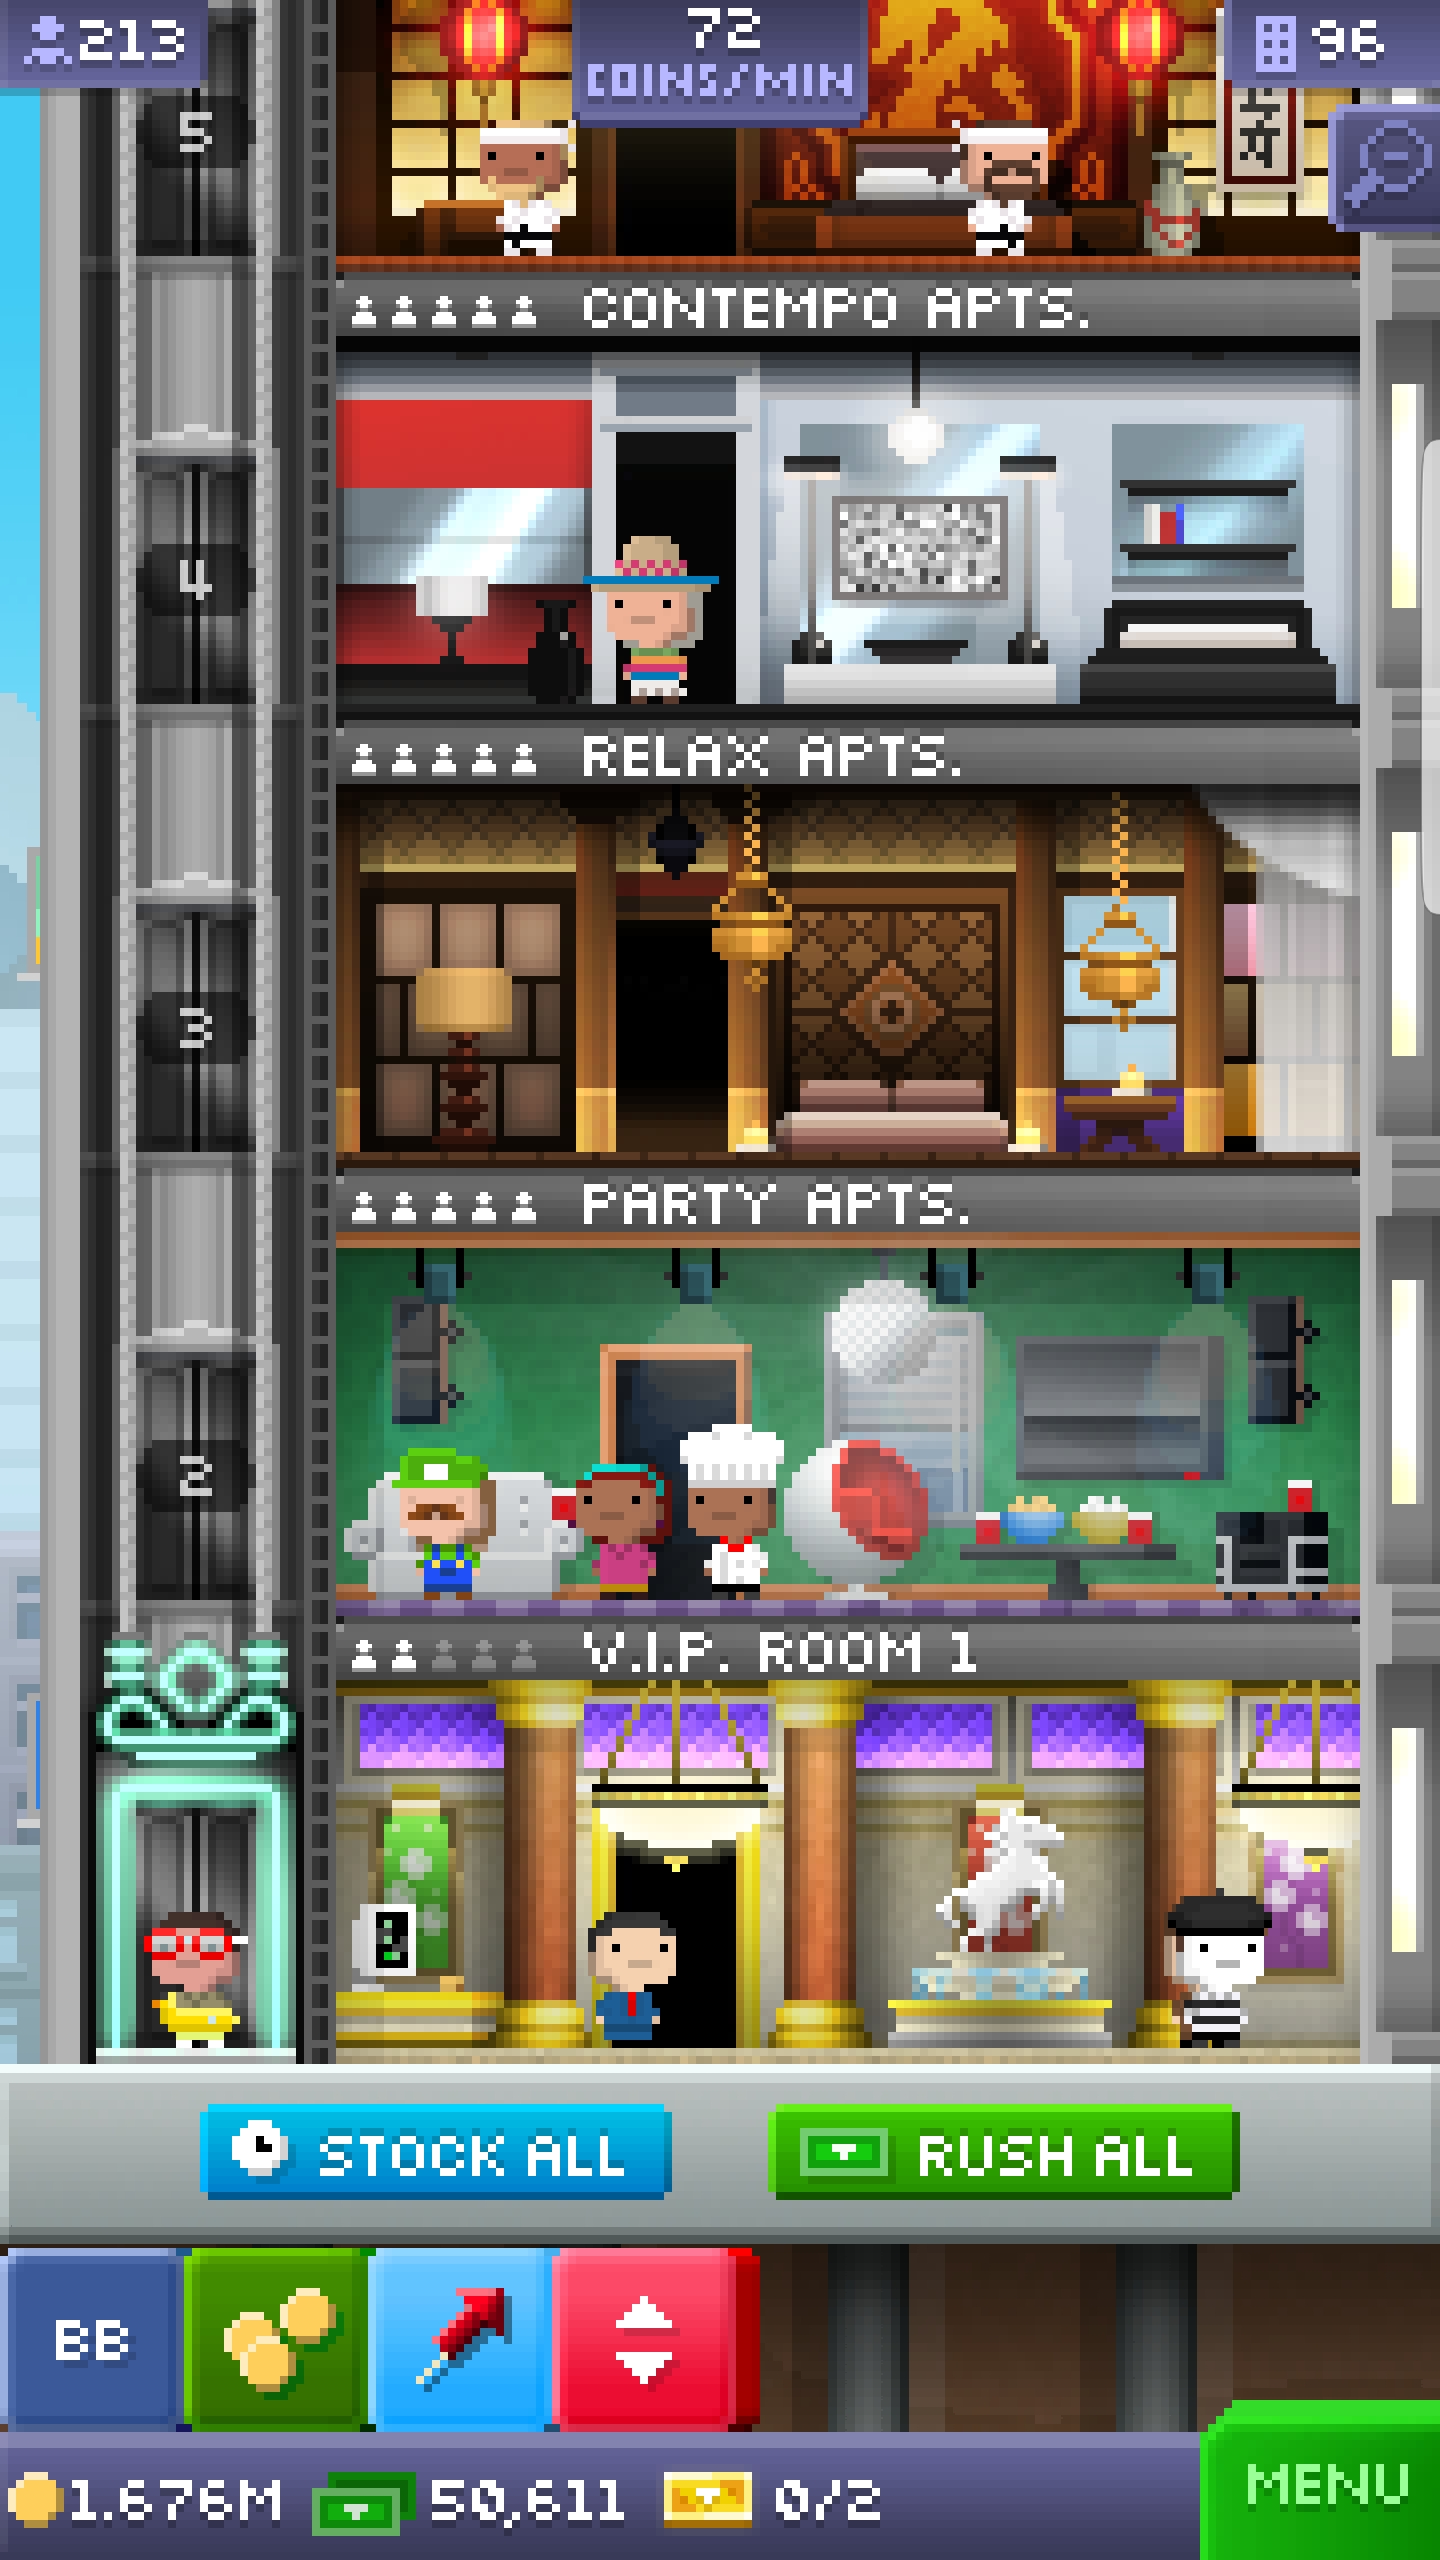 213
72
COINS/MIN
96
5
CONTEMPO APTS.
4
RELAX APTS.
3
PARTY APTS.
2
V.I.P. ROOM 1
STOCK ALL
RUSH ALL
BB
1.676M
50,611
0/2
MENU